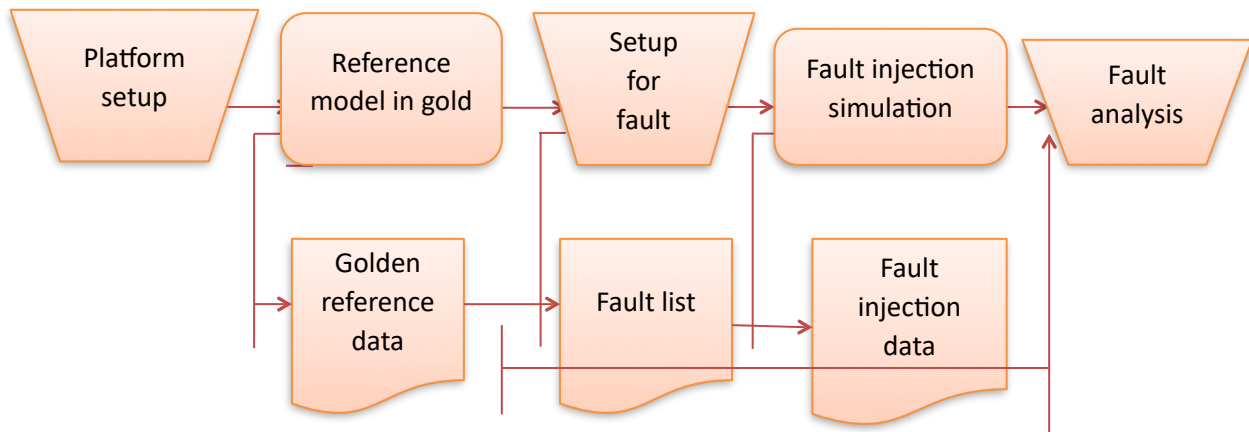 Platform
setup
Reference
model in gold
Setup
for
fault
Fault injection
simulation
Fault
analysis
Golden
reference
data
Fault list
Fault
injection
data